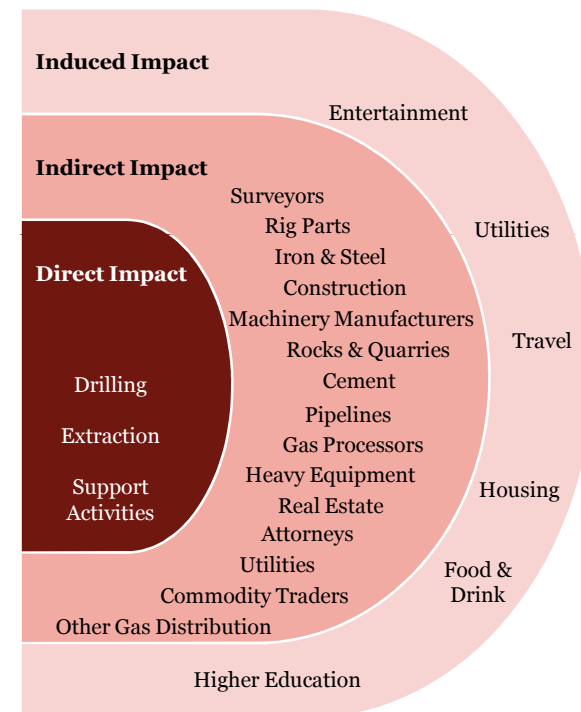 Induced Impact
Entertainment
Indirect Impact
Surveyors
Rig Parts
Utilities
Iron & Steel
Direct Impact
Construction
Machinery Manufacturers
Travel
Rocks & Quarries
Cement
Drilling
Pipelines
Extraction
Gas Processors
Heavy Equipment
Support
Activities
Housing
Real Estate
Attorneys
Utilities
Food &
Drink
Commodity Traders
Other Gas Distribution
Higher Education